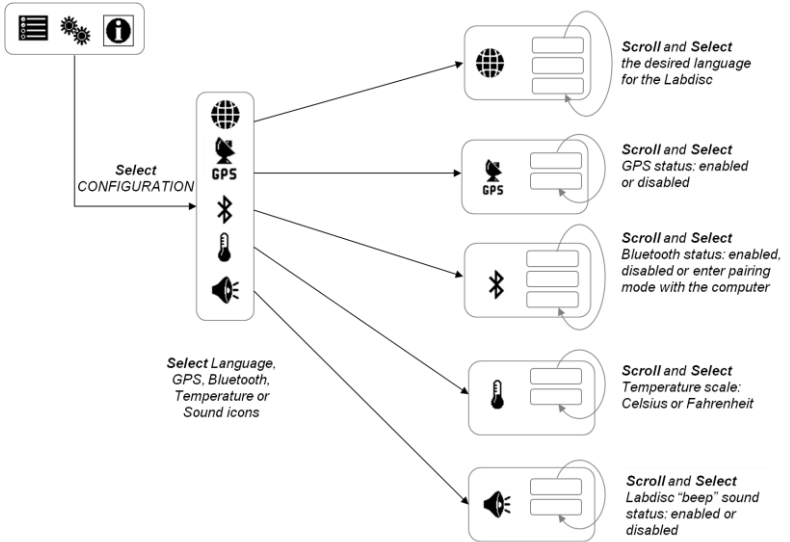 Select
CONFIGURATION
GPS
Select Language,
GPS, Bluetooth,
Temperature or
Sound icons
Scroll and Select
the desired language
for the Labdisc
GPS
Scroll and Select
GPS status: enabled
or disabled
Scroll and Select
Bluetooth status: enabled,
disabled or enter pairing
mode with the computer
Scroll and Select
Temperature scale:
Celsius or Fahrenheit
Scroll and Select
Labdisc “beep” sound
status: enabled or
disabled